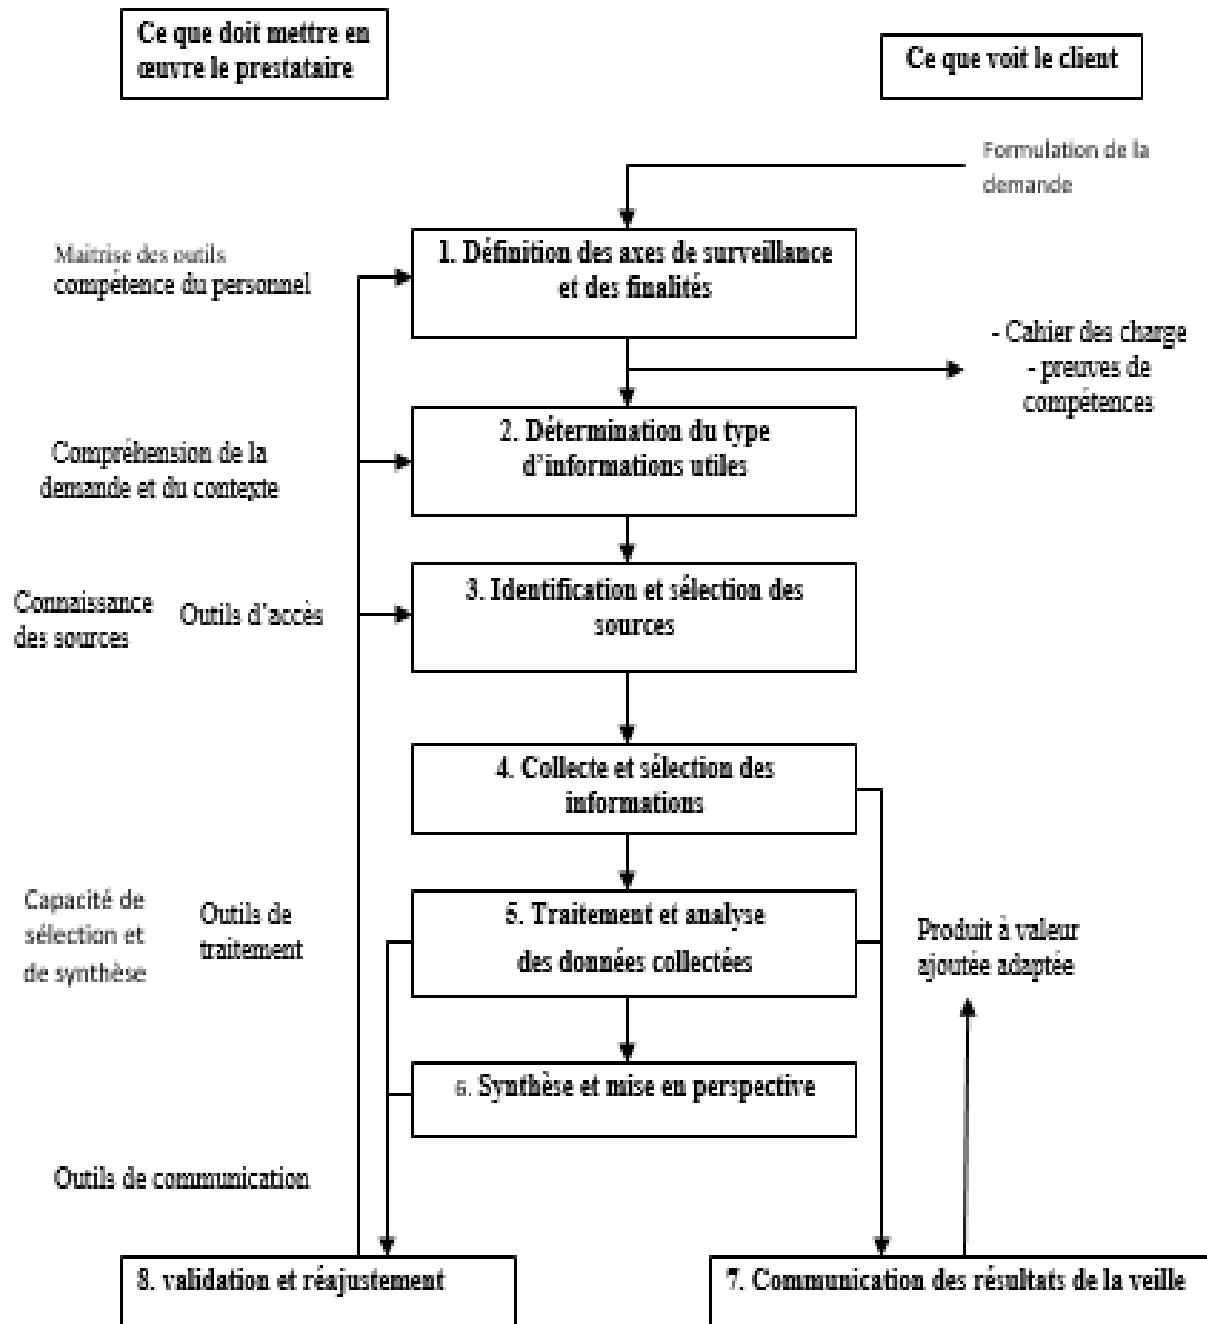 Ce que doit mettre en
œuvre le prestataire
Ce que voit le client
Formulation de la
demande
Maitrise des outils
compétence du personnel
1. Définition des axes de surveillance
et des finalités
- Cahier des charge
- preuves de
compétences
Compréhension de la
demande et du contexte
2. Détermination du type
d'informations utiles
Connaissance
des sources
Outils d'accès
3. Identification et sélection des
sources
4. Collecte et sélection des
informations
Capacité de
sélection et
de synthèse
Outils de
traitement
5. Traitement et analyse
des données collectées
Produit à valeur
ajoutée adaptée
6. Synthèse et mise en perspective
Outils de communication
8. validation et réajustement
7. Communication des résultats de la veille